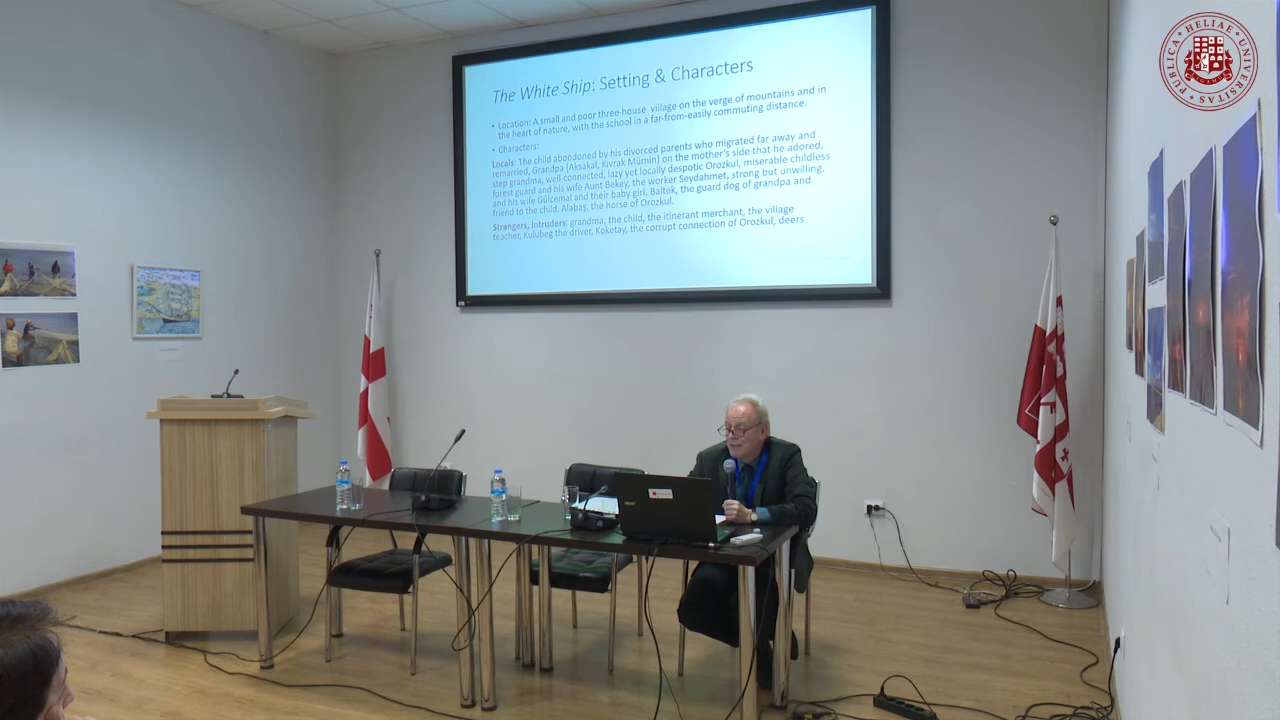 The White Ship: Setting & Characters
• Location: A small and poor three-house village on the verge of mountains and in
the heart of nature, with the school in a far-from-easily commuting distance.
• Characters:
Locals: The child abondoned by his divorced parents who migrated far away and
remarried, Grandpa (Aksakal, Kıvrak Mümin) on the mother's side that he adored,
step grandma, well-connected, lazy yet locally despotic Orozkul, miserable childless
forest guard and his wife Aunt Bekey, the worker Seydahmet, strong but unwilling,
and his wife Gülcemal and their baby girl. Baltek, the guard dog of grandpa and
friend to the child. Alabaş, the horse of Orozkul.
Strangers, Intruders: grandma, the child, the itinerant merchant, the village
teacher, Kulubeg the driver, Koketay, the corrupt connection of Orozkul, deers
PUBLICA HELIAE UNIVERSITAS
acer